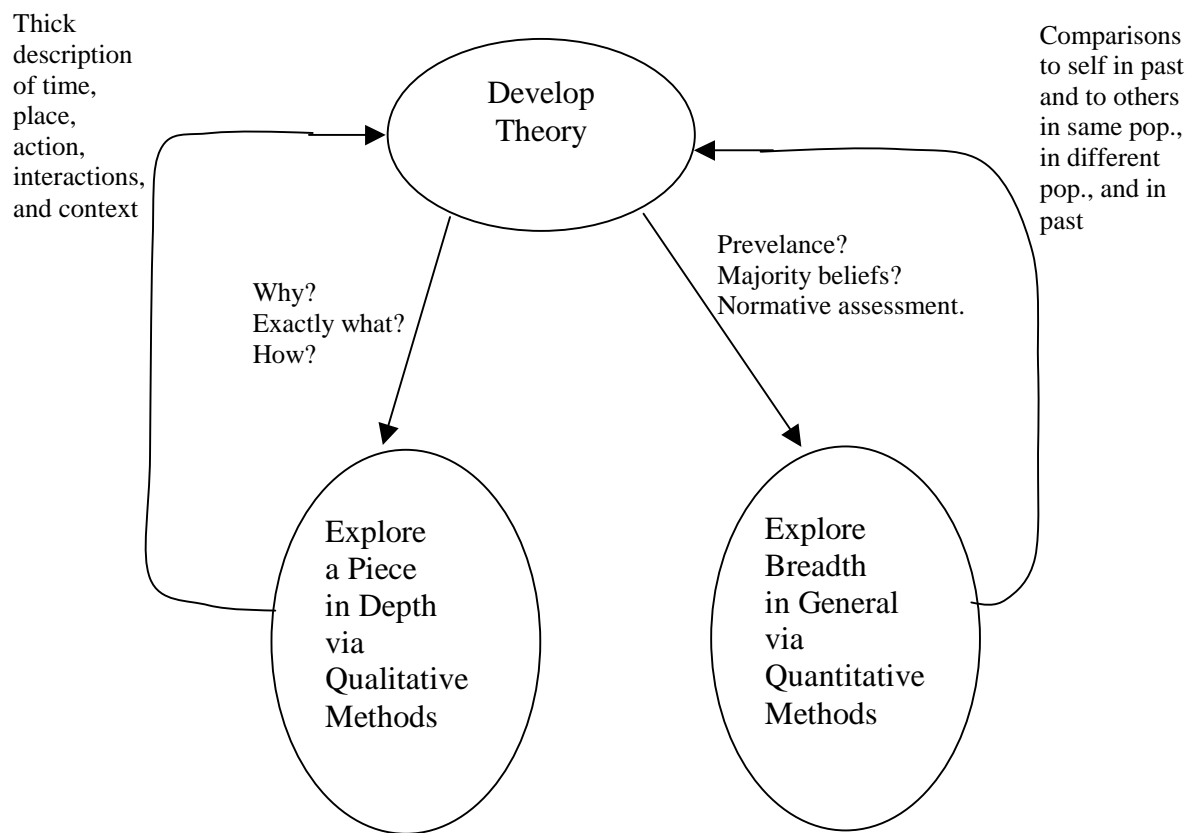 Thick
description
of time,
place,
action,
interactions,
and context
Develop
Theory
Comparisons
to self in past
and to others
in same pop.,
in different
pop., and in
past
Why?
Exactly what?
How?
Prevelance?
Majority beliefs?
Normative assessment.
Explore
a Piece
in Depth
via
Qualitative
Methods
Explore
Breadth
in General
via
Quantitative
Methods